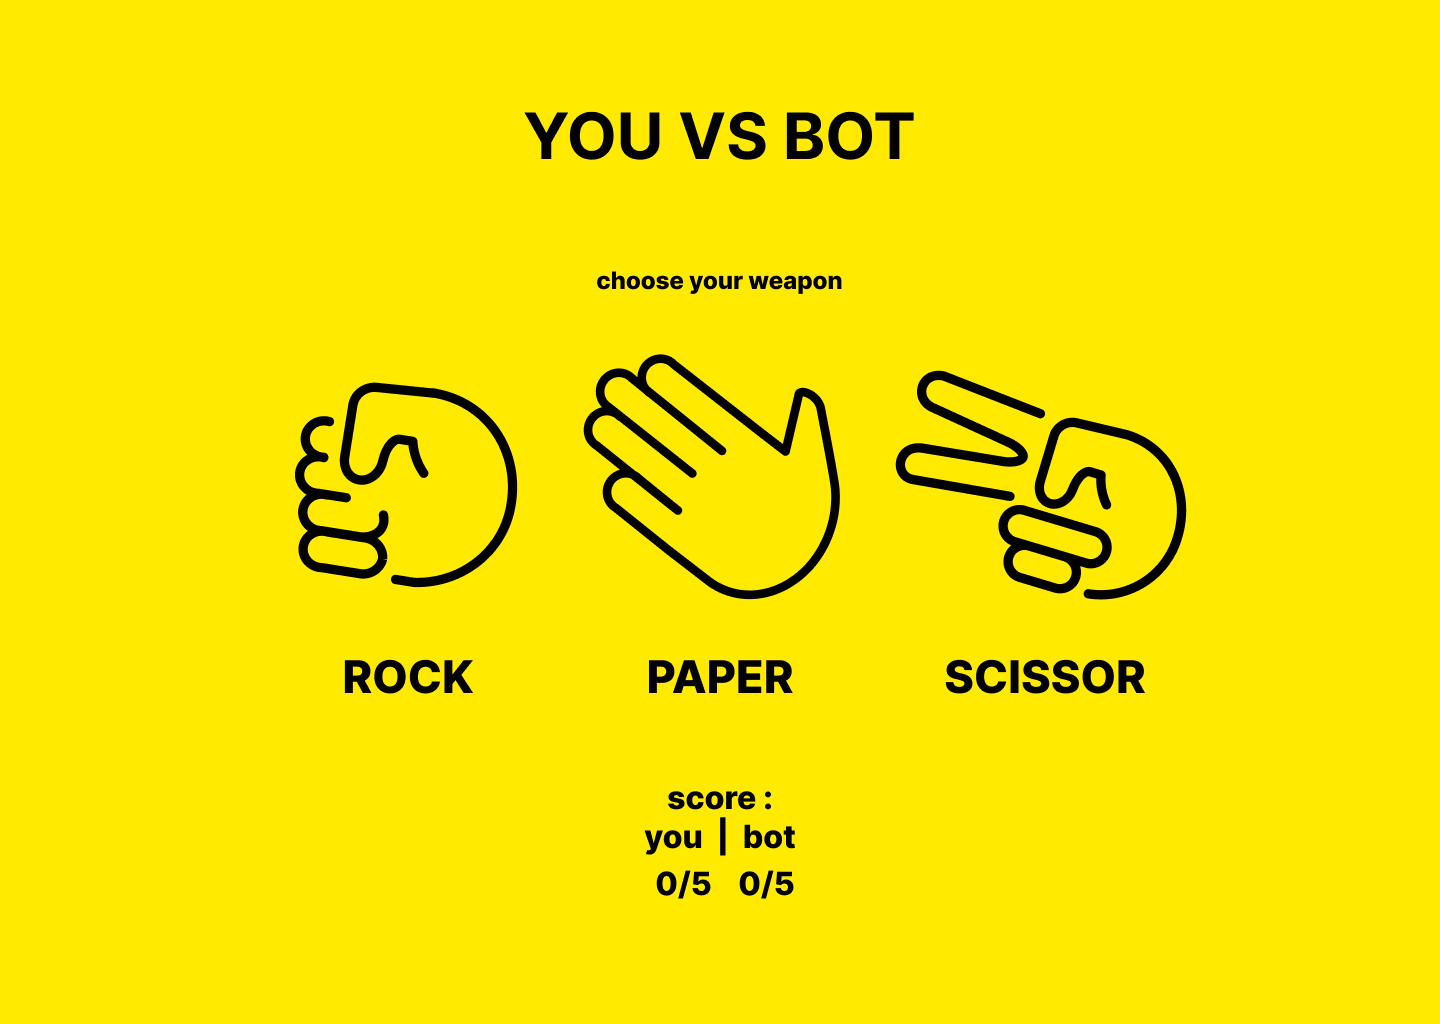 YOU VS BOT
choose your weapon
ROCK PAPER SCISSOR
score :
you | bot
0/5 0/5